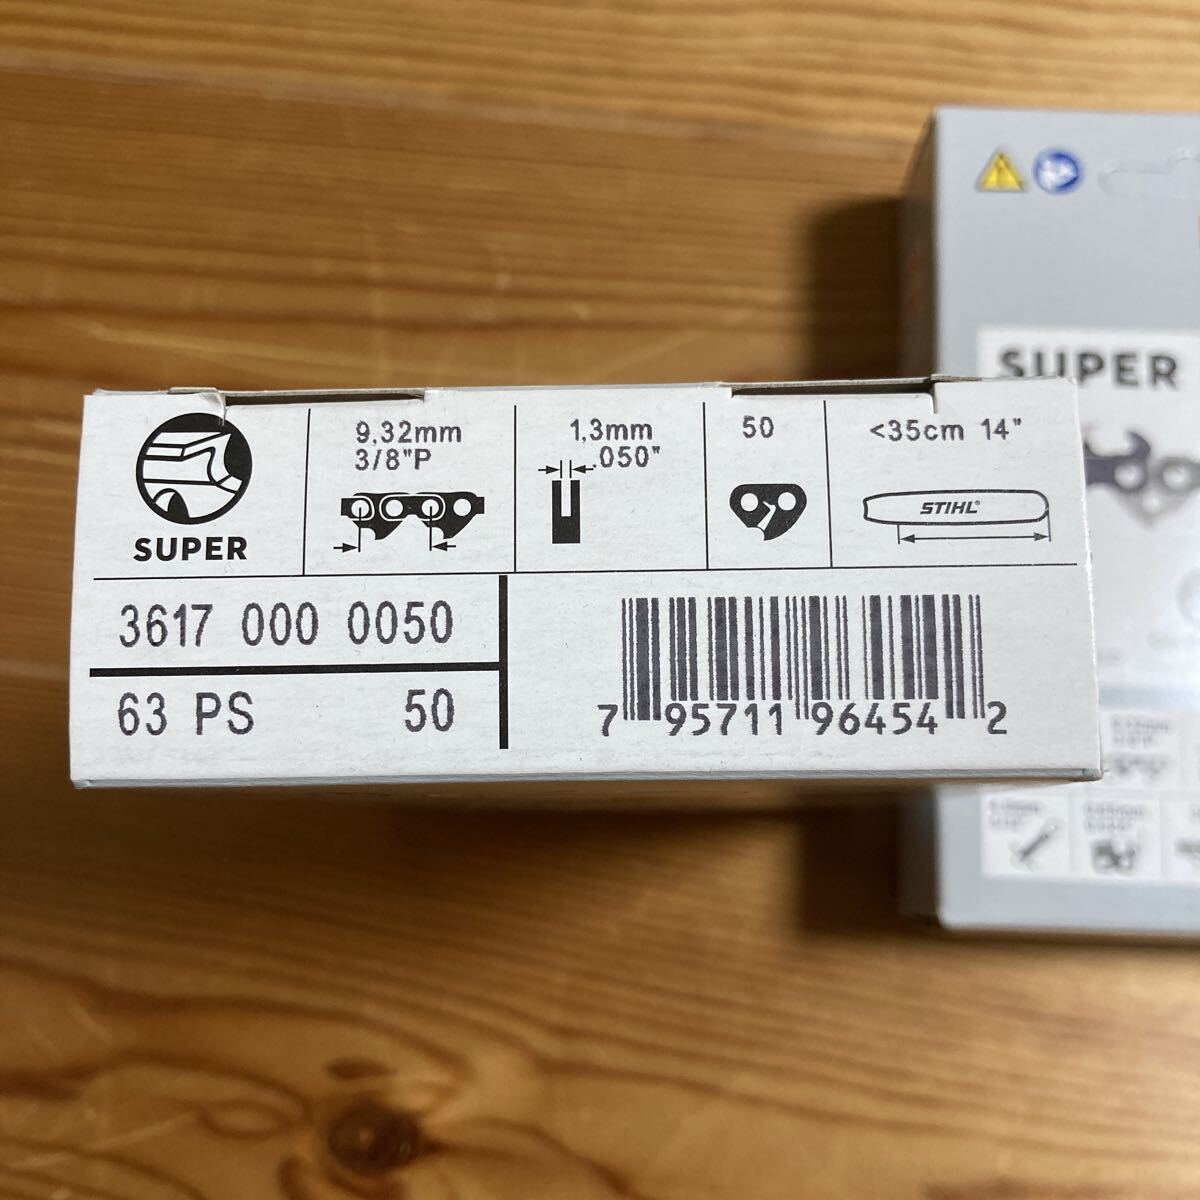 SUPER
9,32mm
3/8"P
1,3mm
.050"
50
<35cm 14"
STIHL®
3617 000 0050
63 PS 50
7 95711 96454 2
SUPER